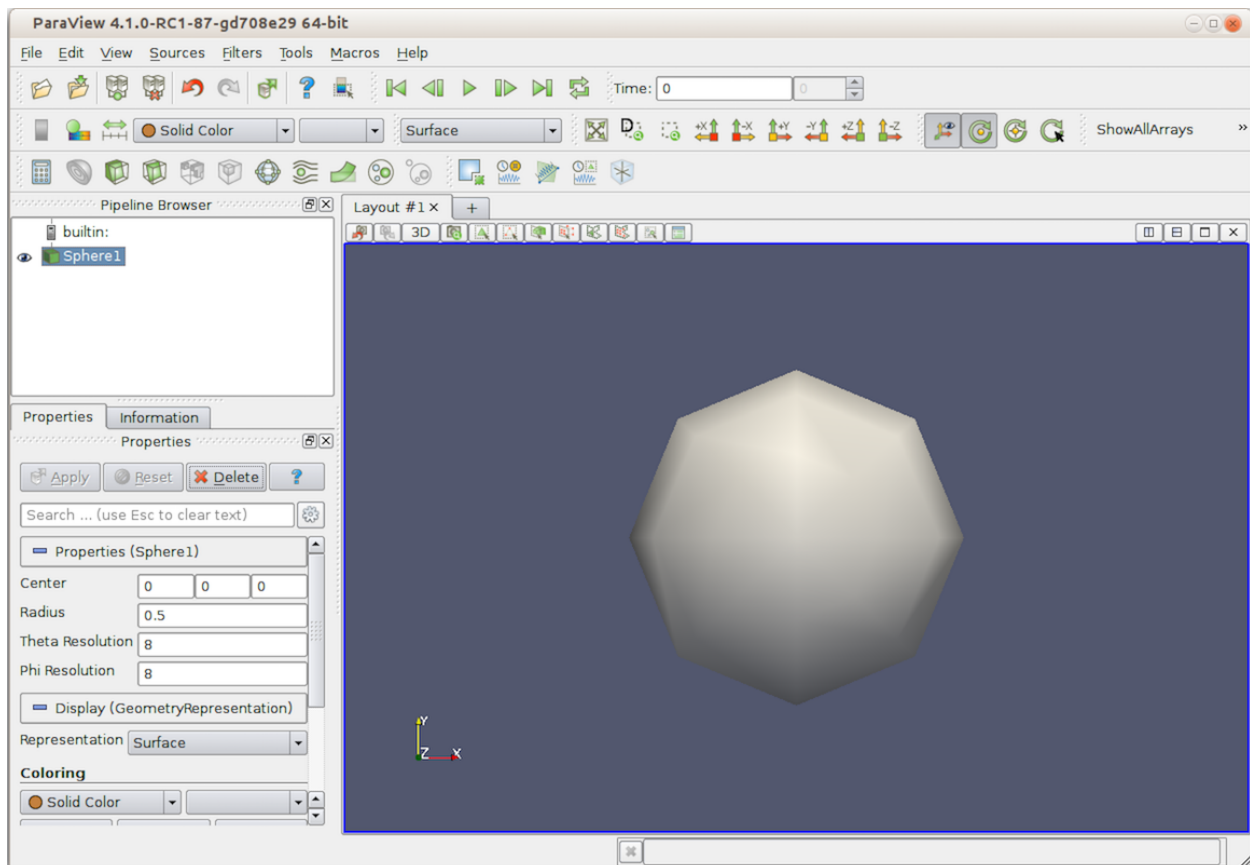 ParaView 4.1.0-RC1-87-gd708e29 64-bit
File Edit View Sources Filters Tools Macros Help
Time: 0 0
Solid Color Surface +X -X +Y -Y +Z -Z ShowAllArrays »
Pipeline Browser
Layout #1 × +
builtin:
3D
Sphere1
Properties Information
Properties
Apply Reset Delete ?
Search ... (use Esc to clear text)
Properties (Sphere1)
Center 0 0 0
Radius 0.5
Theta Resolution 8
Phi Resolution 8
Display (GeometryRepresentation)
Representation Surface
Coloring
Solid Color
Y
Z X